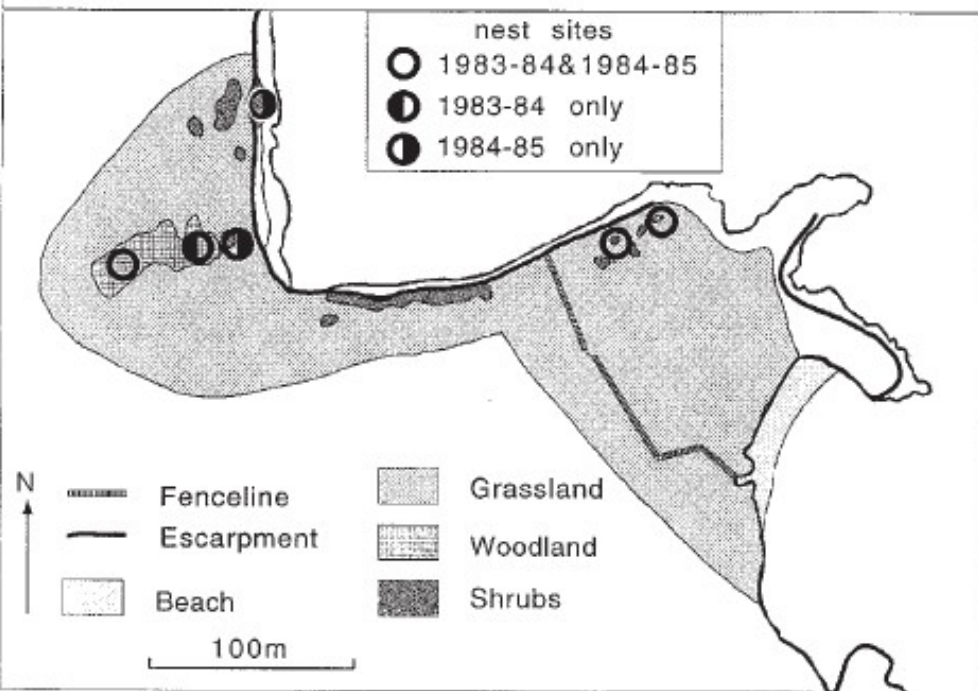 nest sites
1983-84&1984-85
1983-84 only
1984-85 only
N
Fenceline
Escarpment
Beach
Grassland
Woodland
Shrubs
100m